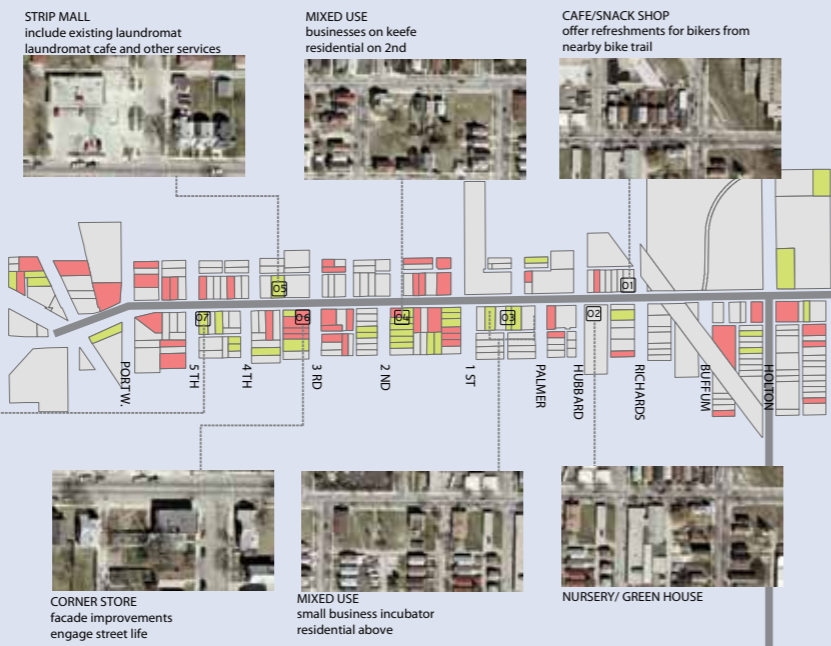 STRIP MALL
include existing laundromat
laundromat cafe and other services
MIXED USE
businesses on keefe
residential on 2nd
CAFE/SNACK SHOP
offer refreshments for bikers from
nearby bike trail
05
01
07
06
04
03
02
PORTW.
5 TH
4 TH
3 RD
2 ND
1 ST
PALMER
HUBBARD
RICHARDS
BUFFUM
HOLTON
CORNER STORE
facade improvements
engage street life
MIXED USE
small business incubator
residential above
NURSERY/ GREEN HOUSE